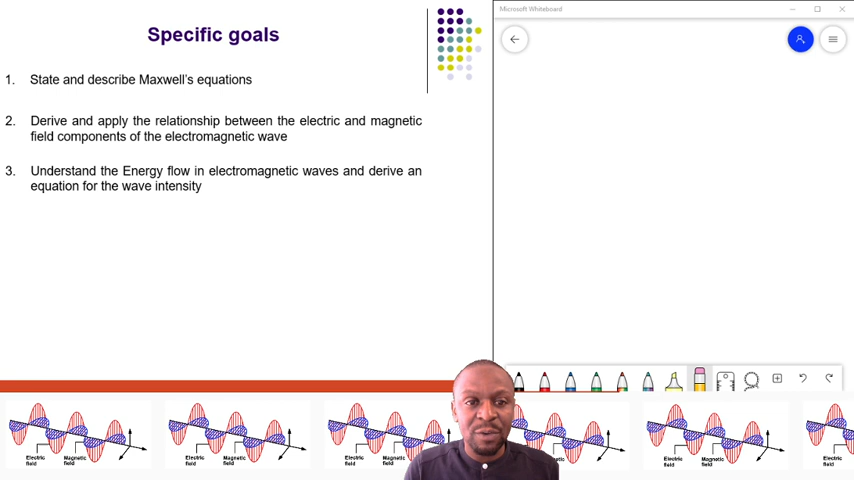 Specific goals
1. State and describe Maxwell's equations
2. Derive and apply the relationship between the electric and magnetic
field components of the electromagnetic wave
3. Understand the Energy flow in electromagnetic waves and derive an
equation for the wave intensity
Microsoft Whiteboard
Electric field
Magnetic field
Electric field
Magnetic field
Electric field
Magnetic field
Magnetic field
Electric field
Magnetic field
Electric field